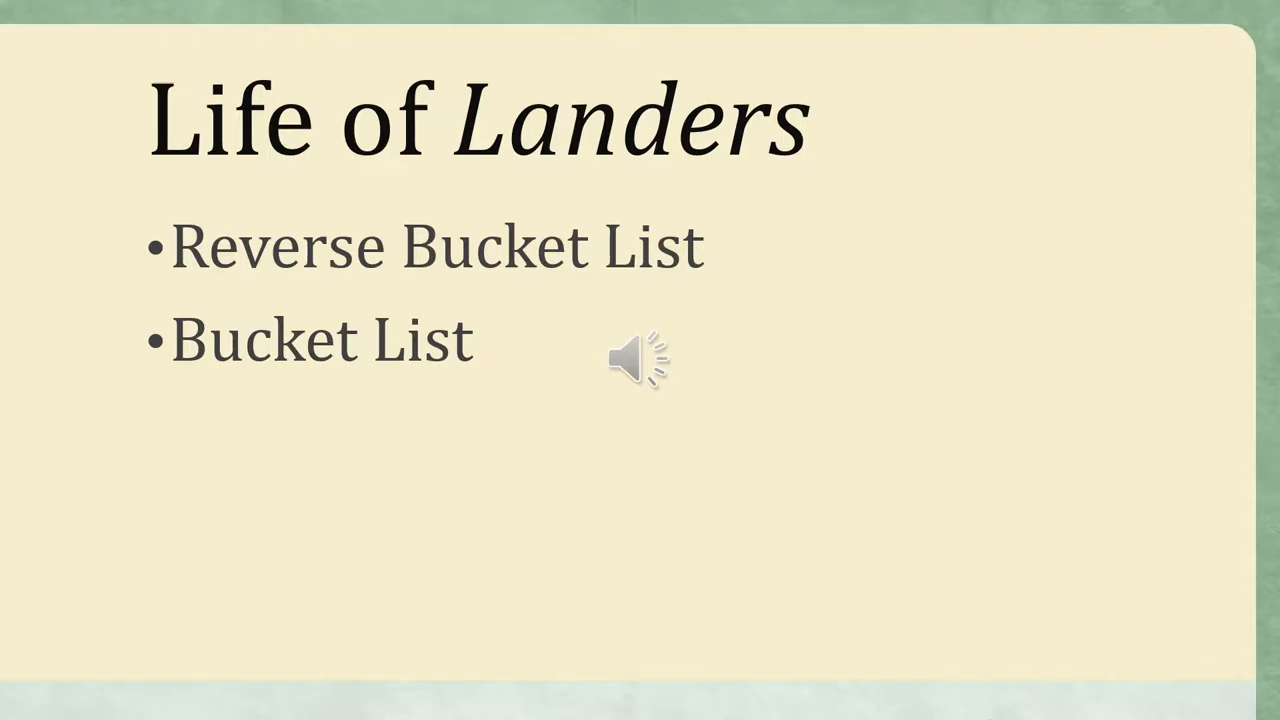 Life of Landers
•Reverse Bucket List
•Bucket List